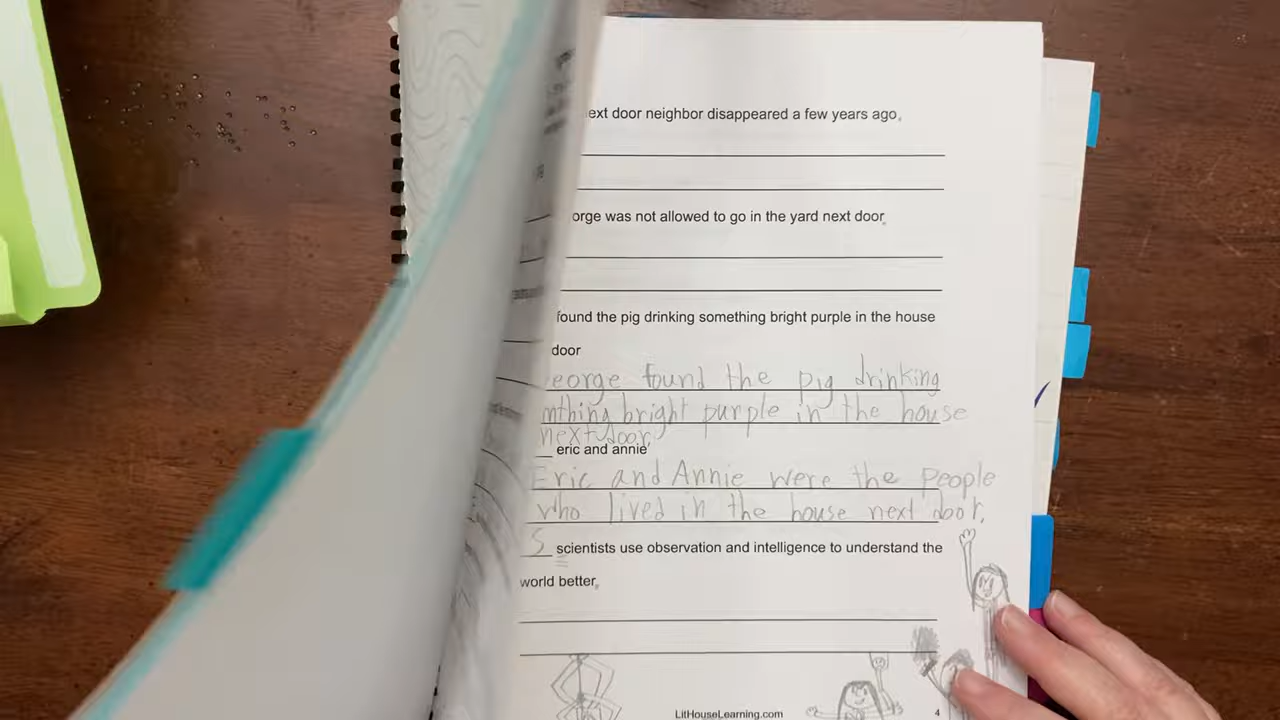 ext door neighbor disappeared a few years ago.
orge was not allowed to go in the yard next door.
found the pig drinking something bright purple in the house
door
eorge found the pig drinking
mthing bright purple in the house
next door.
eric and annie
Eric and Annie were the people
who lived in the house next door.
S scientists use observation and intelligence to understand the
world better.
LitHouseLearning.com 4